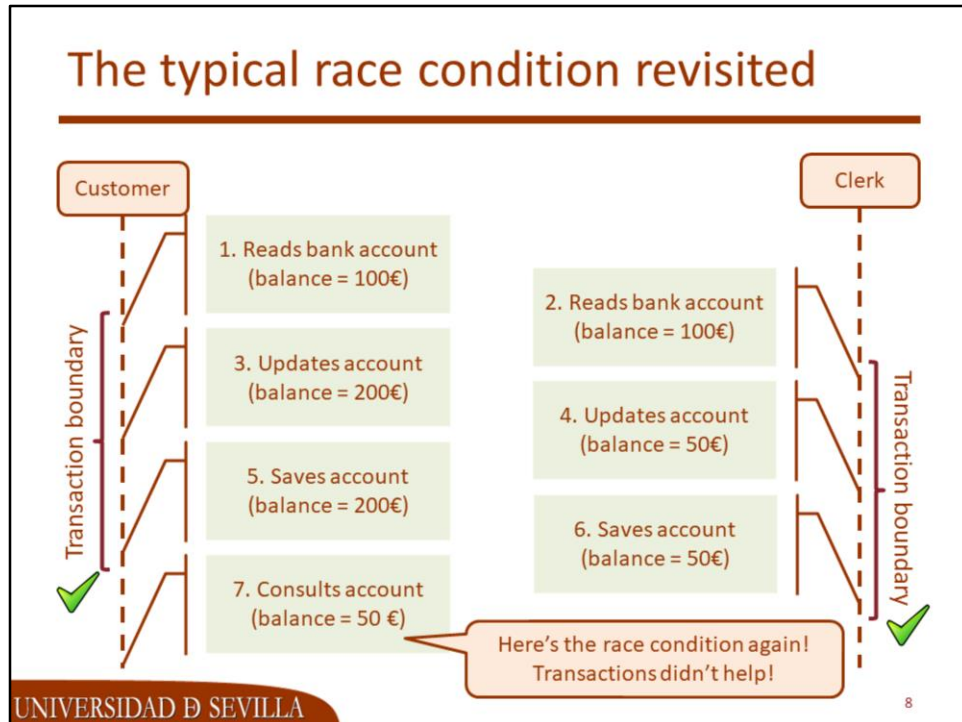 The typical race condition revisited
Customer
Clerk
1. Reads bank account
(balance = 100€)
2. Reads bank account
(balance = 100€)
3. Updates account
(balance = 200€)
4. Updates account
(balance = 50€)
5. Saves account
(balance = 200€)
6. Saves account
(balance = 50€)
7. Consults account
(balance = 50 €)
Transaction boundary
Transaction boundary
Here’s the race condition again!
Transactions didn’t help!
UNIVERSIDAD Ð SEVILLA
8